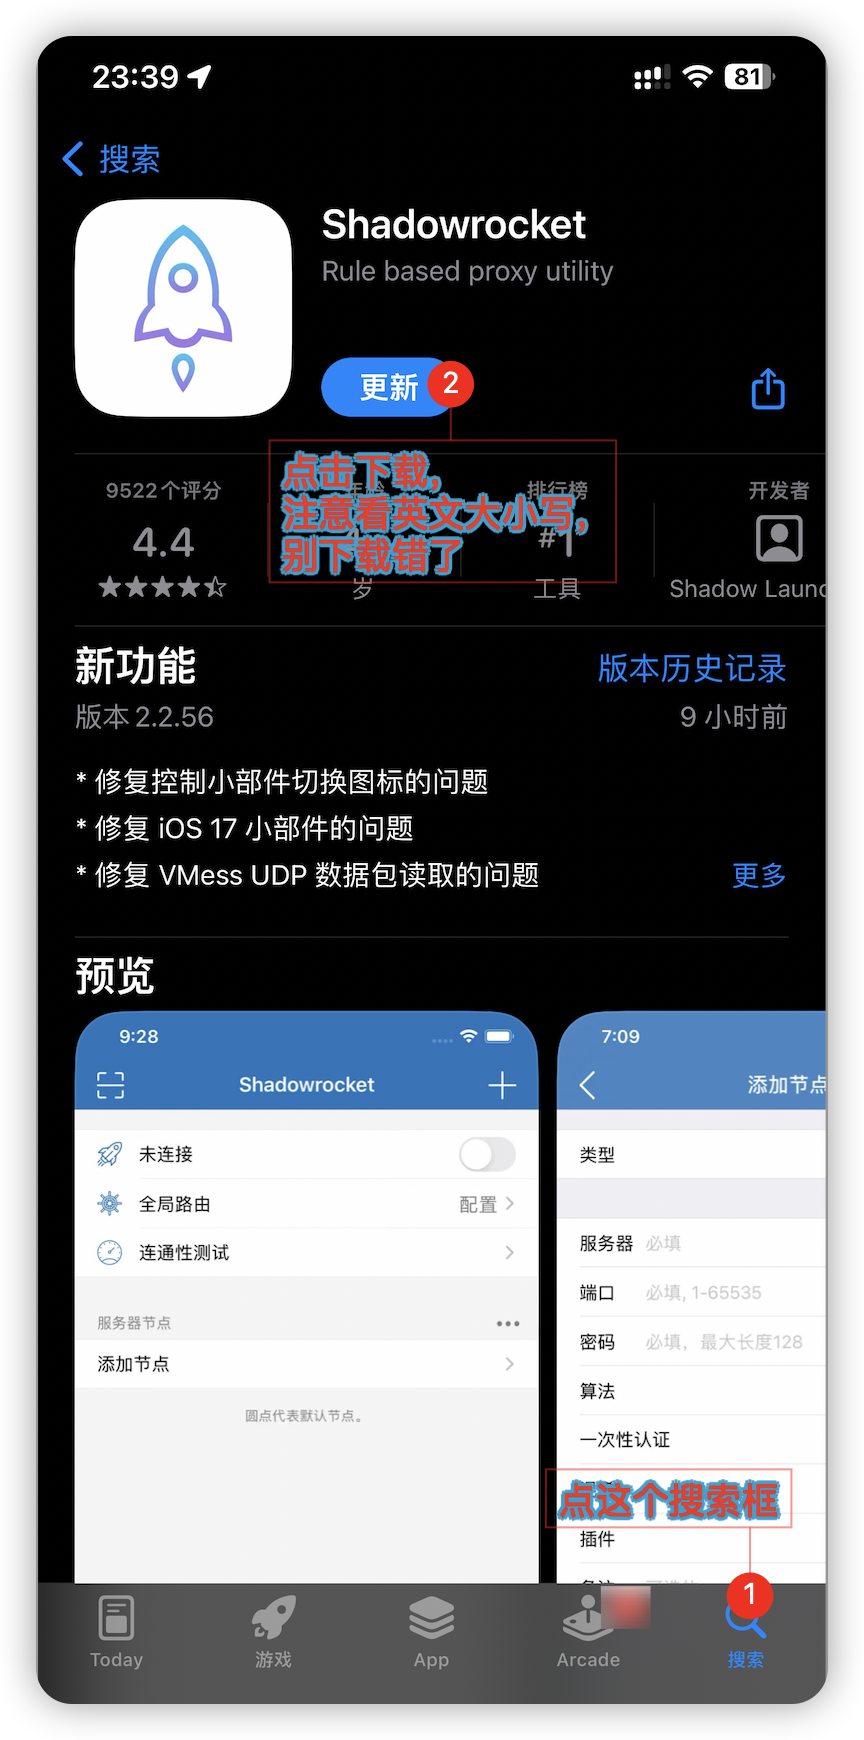 23:39
81
搜索
Shadowrocket
Rule based proxy utility
更新
2
点击下载,
注意看英文大小写,
别下载错了
9522个评分
4.4
岁
排行榜
#1
工具
开发者
Shadow Launc
新功能
版本历史记录
版本 2.2.56
9 小时前
* 修复控制小部件切换图标的问题
* 修复 iOS 17 小部件的问题
* 修复 VMess UDP 数据包读取的问题
更多
预览
9:28
Shadowrocket
未连接
全局路由
配置
连通性测试
服务器节点
添加节点
圆点代表默认节点。
7:09
添加节点
类型
服务器 必填
端口 必填, 1-65535
密码 必填，最大长度128
算法
一次性认证
点这个搜索框
插件
1
Today
游戏
App
Arcade
搜索